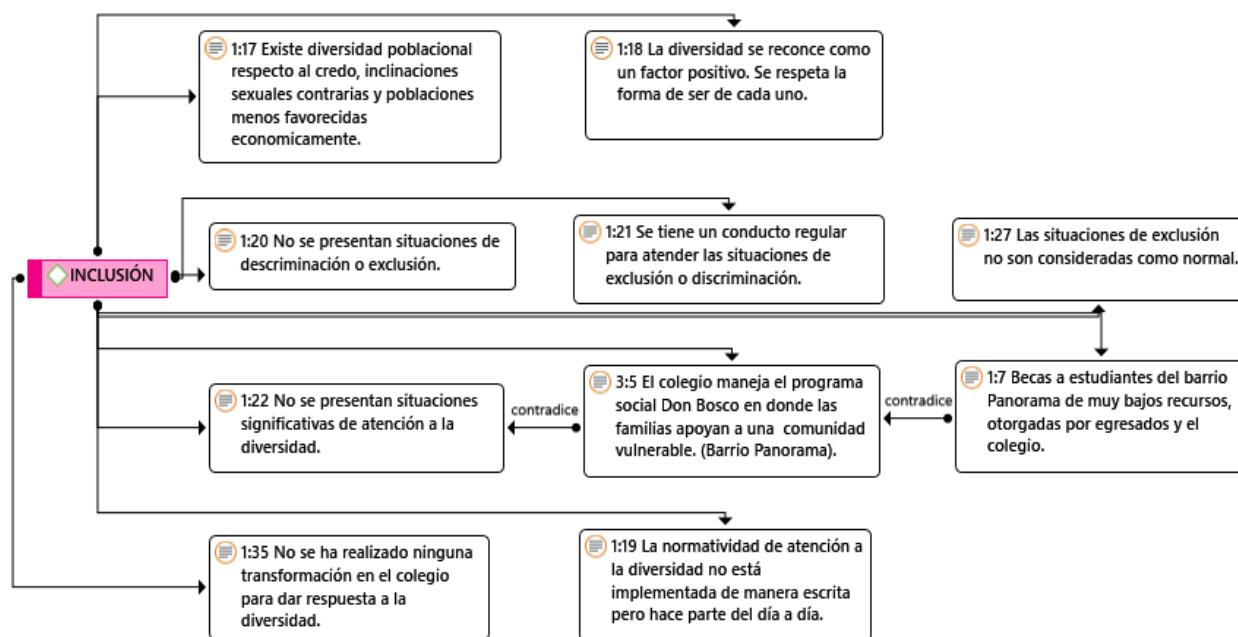 1:17 Existe diversidad poblacional
respecto al credo, inclinaciones
sexuales contrarias y poblaciones
menos favorecidas
economicamente.
1:18 La diversidad se reconce como
un factor positivo. Se respeta la
forma de ser de cada uno.
1:20 No se presentan situaciones de
descriminación o exclusión.
1:21 Se tiene un conducto regular
para atender las situaciones de
exclusión o discriminación.
1:27 Las situaciones de exclusión
no son consideradas como normal.
INCLUSIÓN
1:22 No se presentan situaciones
significativas de atención a la
diversidad.
contradice
3:5 El colegio maneja el programa
social Don Bosco en donde las
familias apoyan a una comunidad
vulnerable. (Barrio Panorama).
contradice
1:7 Becas a estudiantes del barrio
Panorama de muy bajos recursos,
otorgadas por egresados y el
colegio.
1:35 No se ha realizado ninguna
transformación en el colegio
para dar respuesta a la
diversidad.
1:19 La normatividad de atención a
la diversidad no está
implementada de manera escrita
pero hace parte del día a día.